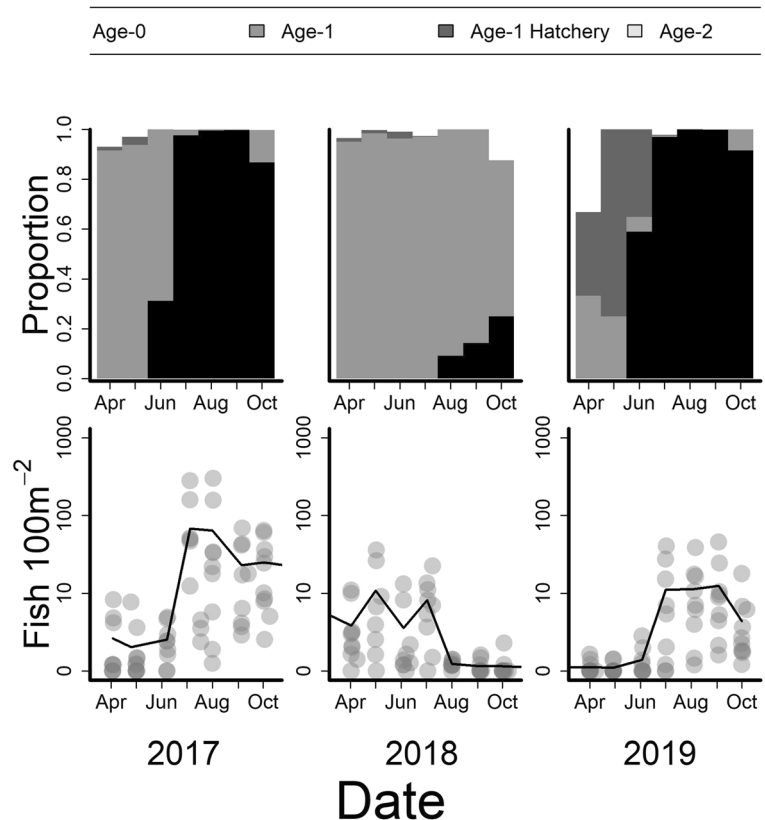 Age-0 Age-1 Age-1 Hatchery Age-2
Proportion
0.0 0.2 0.4 0.6 0.8 1.0
Apr Jun Aug Oct Apr Jun Aug Oct Apr Jun Aug Oct
Fish 100m−2
0 10 100 1000 0 10 100 1000 0 10 100 1000
Apr Jun Aug Oct Apr Jun Aug Oct Apr Jun Aug Oct
2017 2018 2019
Date